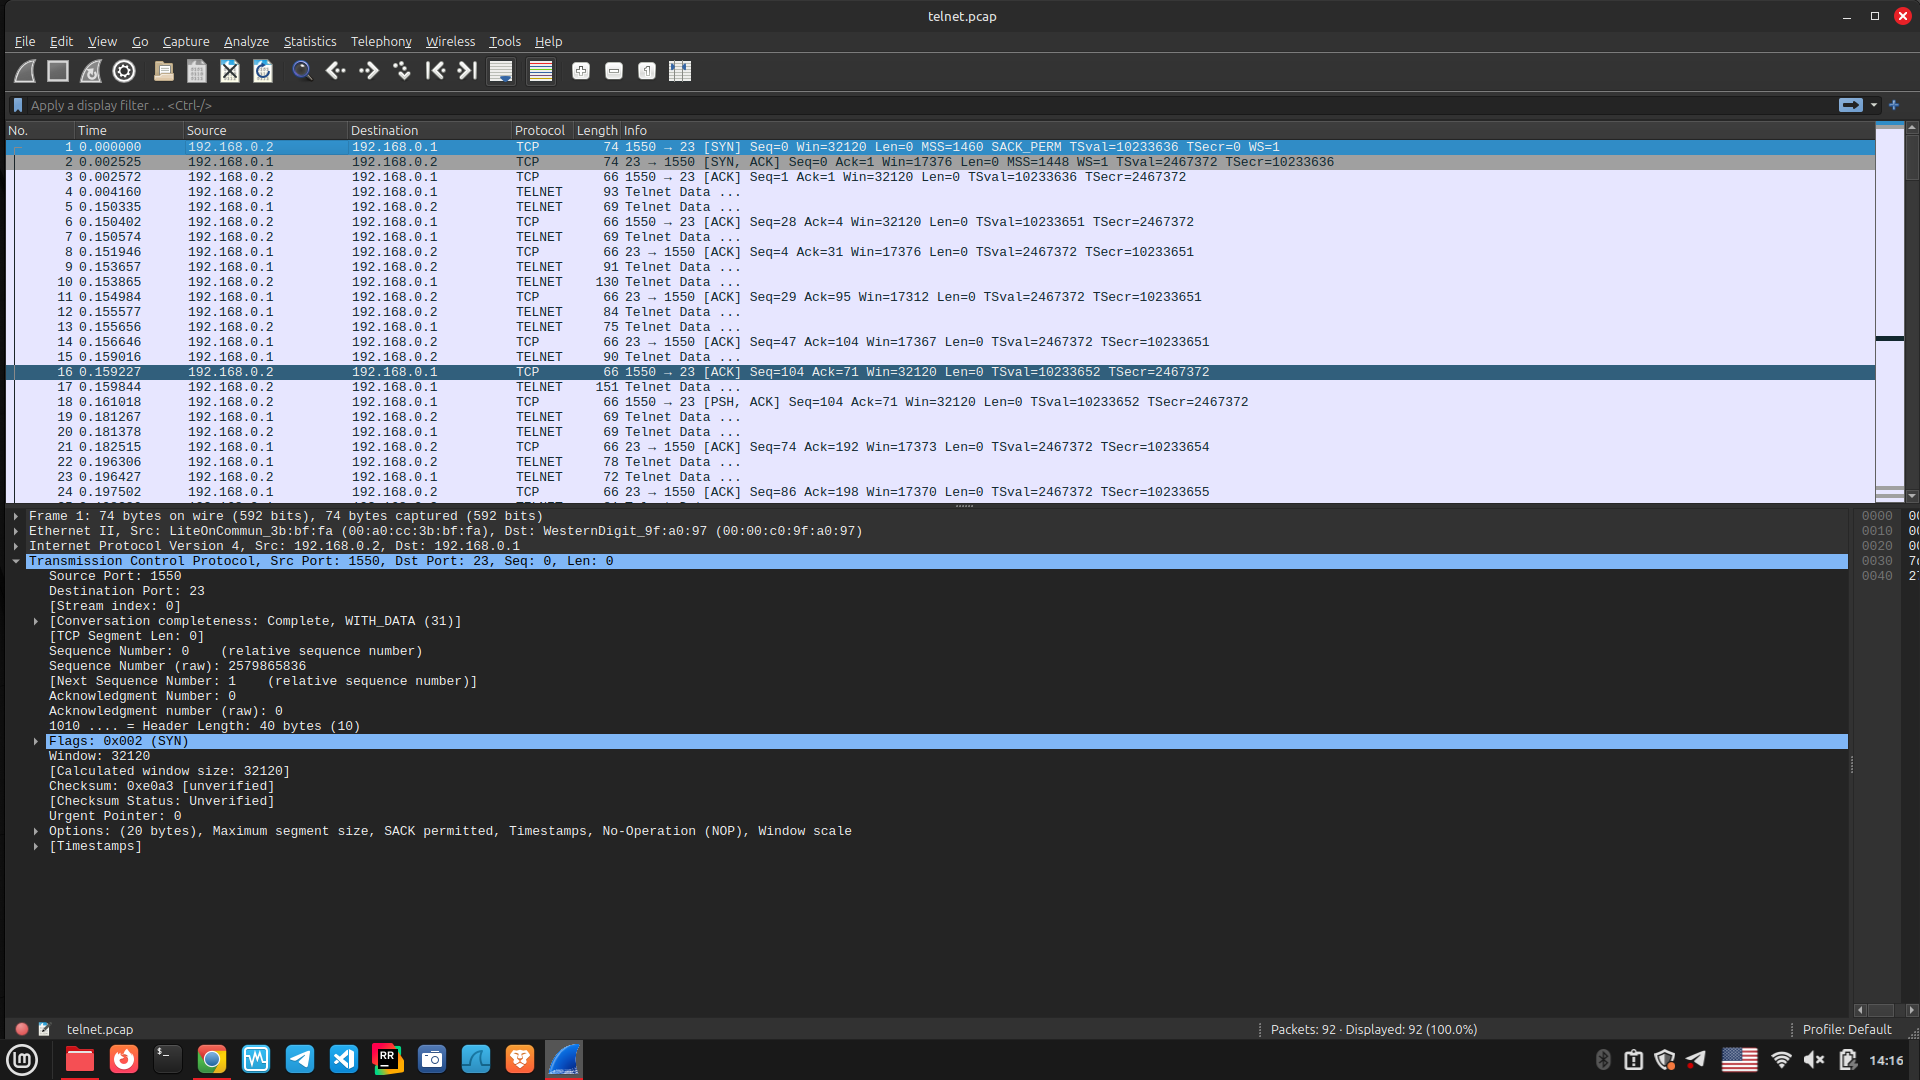 telnet.pcap
File Edit View Go Capture Analyze Statistics Telephony Wireless Tools Help
Apply a display filter … <Ctrl-/>
No. Time Source Destination Protocol Length Info
1 0.000000 192.168.0.2 192.168.0.1 TCP 74 1550 → 23 [SYN] Seq=0 Win=32120 Len=0 MSS=1460 SACK_PERM TSval=10233636 TSecr=0 WS=1
2 0.002525 192.168.0.1 192.168.0.2 TCP 74 23 → 1550 [SYN, ACK] Seq=0 Ack=1 Win=17376 Len=0 MSS=1448 WS=1 TSval=2467372 TSecr=10233636
3 0.002572 192.168.0.2 192.168.0.1 TCP 66 1550 → 23 [ACK] Seq=1 Ack=1 Win=32120 Len=0 TSval=10233636 TSecr=2467372
4 0.004160 192.168.0.2 192.168.0.1 TELNET 93 Telnet Data ...
5 0.150335 192.168.0.1 192.168.0.2 TELNET 69 Telnet Data ...
6 0.150402 192.168.0.2 192.168.0.1 TCP 66 1550 → 23 [ACK] Seq=28 Ack=4 Win=32120 Len=0 TSval=10233651 TSecr=2467372
7 0.150574 192.168.0.2 192.168.0.1 TELNET 69 Telnet Data ...
8 0.151946 192.168.0.1 192.168.0.2 TCP 66 23 → 1550 [ACK] Seq=4 Ack=31 Win=17376 Len=0 TSval=2467372 TSecr=10233651
9 0.153657 192.168.0.1 192.168.0.2 TELNET 91 Telnet Data ...
10 0.153865 192.168.0.2 192.168.0.1 TELNET 130 Telnet Data ...
11 0.154984 192.168.0.1 192.168.0.2 TCP 66 23 → 1550 [ACK] Seq=29 Ack=95 Win=17312 Len=0 TSval=2467372 TSecr=10233651
12 0.155577 192.168.0.1 192.168.0.2 TELNET 84 Telnet Data ...
13 0.155656 192.168.0.2 192.168.0.1 TELNET 75 Telnet Data ...
14 0.156646 192.168.0.1 192.168.0.2 TCP 66 23 → 1550 [ACK] Seq=47 Ack=104 Win=17367 Len=0 TSval=2467372 TSecr=10233651
15 0.159016 192.168.0.1 192.168.0.2 TELNET 90 Telnet Data ...
16 0.159227 192.168.0.2 192.168.0.1 TCP 66 1550 → 23 [ACK] Seq=104 Ack=71 Win=32120 Len=0 TSval=10233652 TSecr=2467372
17 0.159844 192.168.0.2 192.168.0.1 TELNET 151 Telnet Data ...
18 0.161018 192.168.0.2 192.168.0.1 TCP 66 1550 → 23 [PSH, ACK] Seq=104 Ack=71 Win=32120 Len=0 TSval=10233652 TSecr=2467372
19 0.181267 192.168.0.1 192.168.0.2 TELNET 69 Telnet Data ...
20 0.181378 192.168.0.2 192.168.0.1 TELNET 69 Telnet Data ...
21 0.182515 192.168.0.1 192.168.0.2 TCP 66 23 → 1550 [ACK] Seq=74 Ack=192 Win=17373 Len=0 TSval=2467372 TSecr=10233654
22 0.196306 192.168.0.1 192.168.0.2 TELNET 78 Telnet Data ...
23 0.196427 192.168.0.2 192.168.0.1 TELNET 72 Telnet Data ...
24 0.197502 192.168.0.1 192.168.0.2 TCP 66 23 → 1550 [ACK] Seq=86 Ack=198 Win=17370 Len=0 TSval=2467372 TSecr=10233655
Frame 1: 74 bytes on wire (592 bits), 74 bytes captured (592 bits)
Ethernet II, Src: LiteOnCommun_3b:bf:fa (00:a0:cc:3b:bf:fa), Dst: WesternDigit_9f:a0:97 (00:00:c0:9f:a0:97)
Internet Protocol Version 4, Src: 192.168.0.2, Dst: 192.168.0.1
Transmission Control Protocol, Src Port: 1550, Dst Port: 23, Seq: 0, Len: 0
Source Port: 1550
Destination Port: 23
[Stream index: 0]
[Conversation completeness: Complete, WITH_DATA (31)]
[TCP Segment Len: 0]
Sequence Number: 0 (relative sequence number)
Sequence Number (raw): 2579865836
[Next Sequence Number: 1 (relative sequence number)]
Acknowledgment Number: 0
Acknowledgment number (raw): 0
1010 .... = Header Length: 40 bytes (10)
Flags: 0x002 (SYN)
Window: 32120
[Calculated window size: 32120]
Checksum: 0xe0a3 [unverified]
[Checksum Status: Unverified]
Urgent Pointer: 0
Options: (20 bytes), Maximum segment size, SACK permitted, Timestamps, No-Operation (NOP), Window scale
[Timestamps]
0000
0010
0020
0030
0040
telnet.pcap
Packets: 92 · Displayed: 92 (100.0%)
Profile: Default
RR
14:16